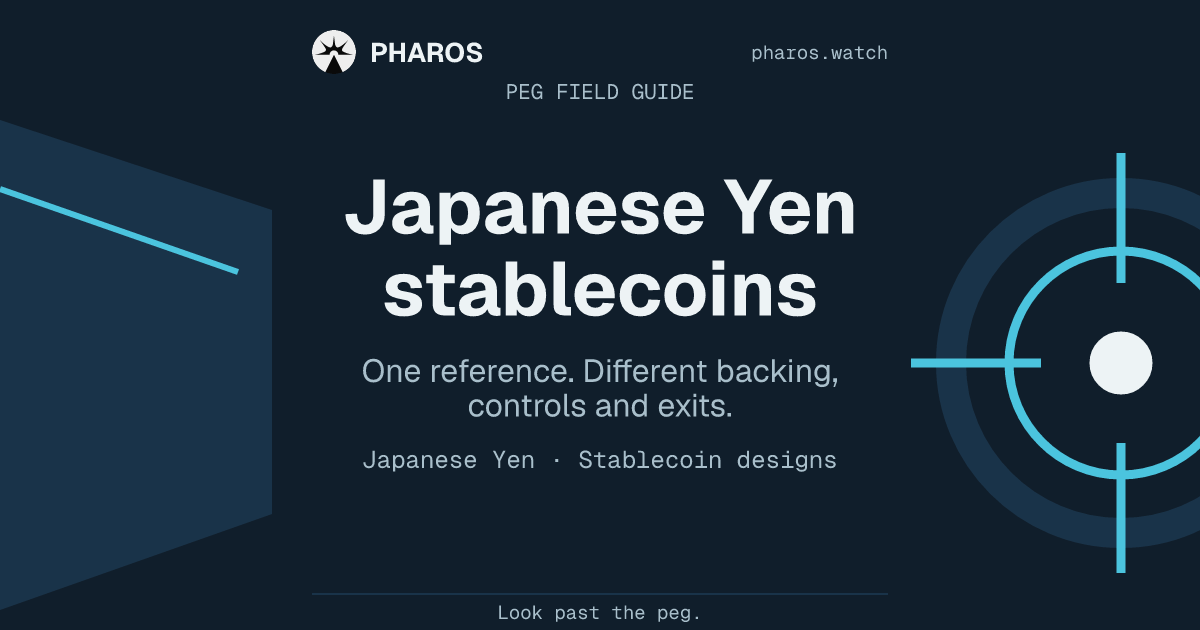 PHAROS
pharos.watch
PEG FIELD GUIDE
Japanese Yen
stablecoins
One reference. Different backing,
controls and exits.
Japanese Yen · Stablecoin designs
Look past the peg.